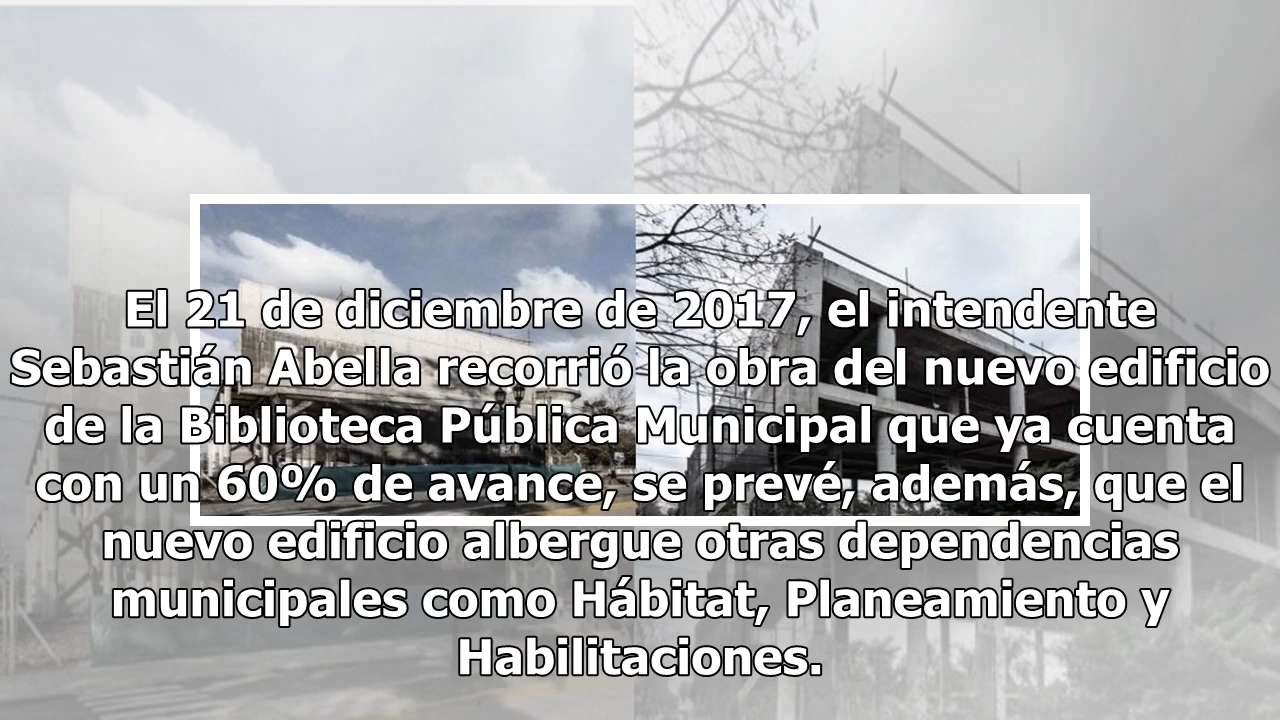 El 21 de diciembre de 2017, el intendente
Sebastián Abella recorrió la obra del nuevo edificio
de la Biblioteca Pública Municipal que ya cuenta
con un 60% de avance, se prevé, además, que el
nuevo edificio albergue otras dependencias
municipales como Hábitat, Planeamiento y
Habilitaciones.